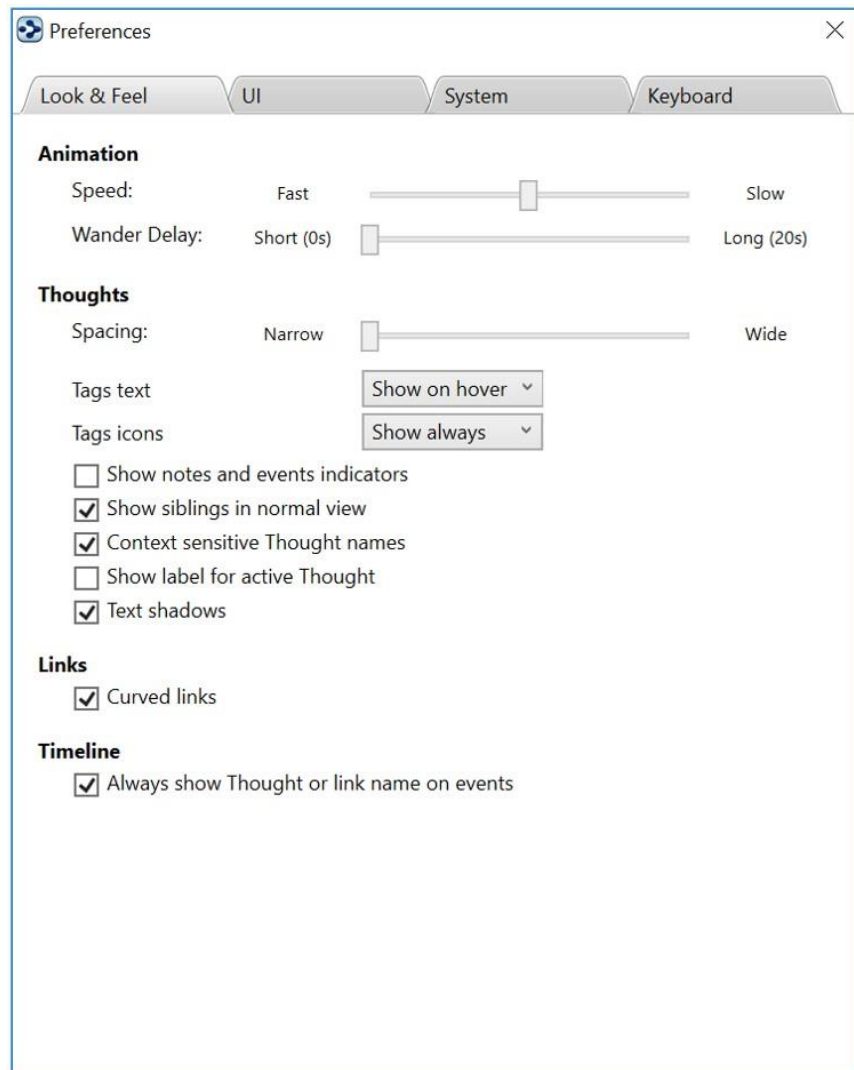 Preferences
Look & Feel UI System Keyboard
Animation
Speed: Fast Slow
Wander Delay: Short (0s) Long (20s)
Thoughts
Spacing: Narrow Wide
Tags text Show on hover
Tags icons Show always
Show notes and events indicators
Show siblings in normal view
Context sensitive Thought names
Show label for active Thought
Text shadows
Links
Curved links
Timeline
Always show Thought or link name on events